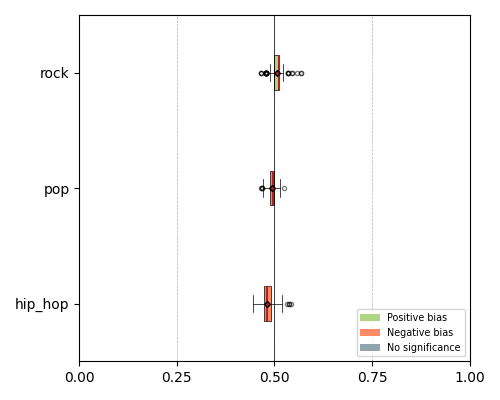 rock
pop
hip_hop
Positive bias
Negative bias
No significance
0.00 0.25 0.50 0.75 1.00